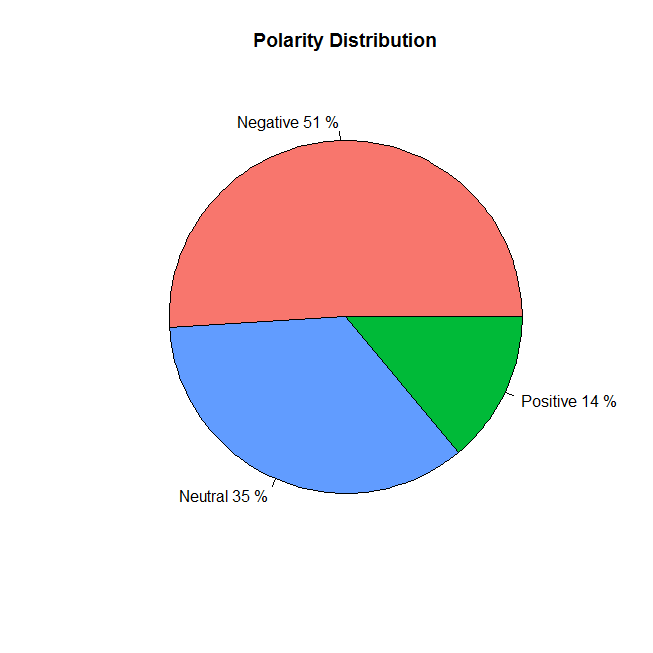 Polarity Distribution
Negative 51 %
Positive 14 %
Neutral 35 %